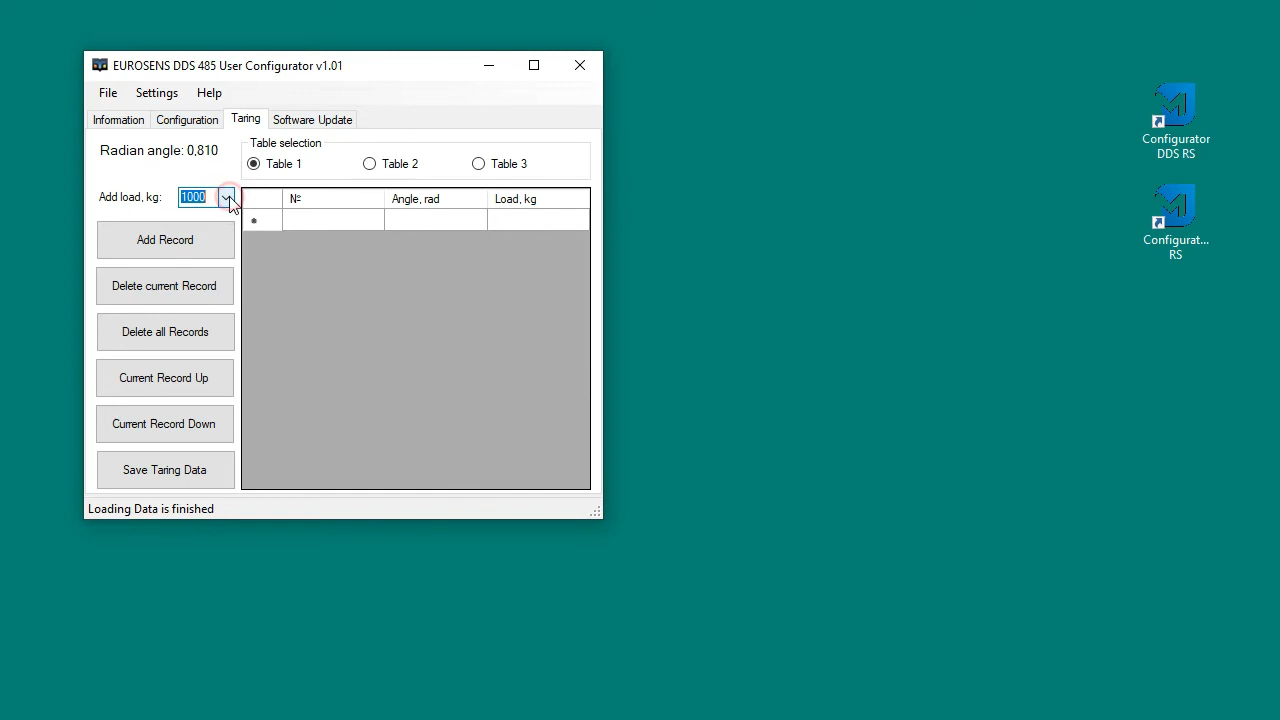 EUROSENS DDS 485 User Configurator v1.01
File Settings Help
Information Configuration Taring Software Update
Radian angle: 0,810
Table selection
Table 1 Table 2 Table 3
Add load, kg: 1000
№ Angle, rad Load, kg
Add Record
Delete current Record
Delete all Records
Current Record Up
Current Record Down
Save Taring Data
Loading Data is finished
Configurator
DDS RS
Configurat...
RS